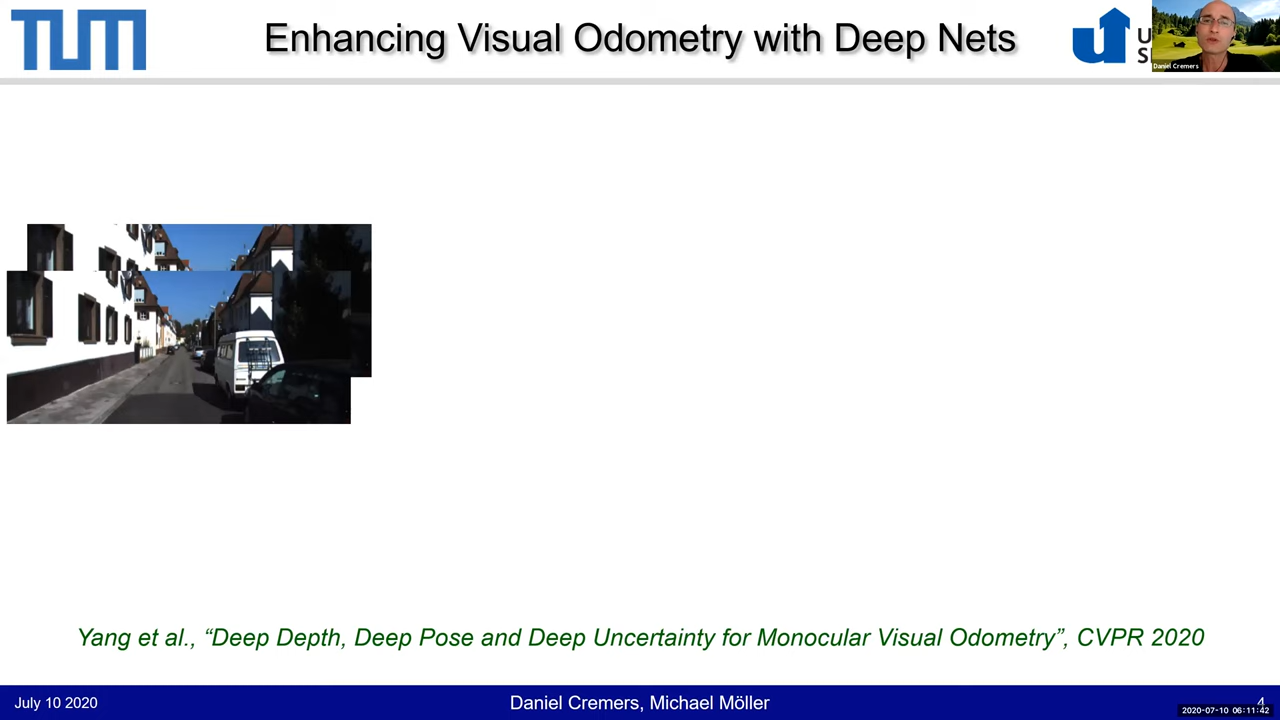 TUM
Enhancing Visual Odometry with Deep Nets
Daniel Cremers
Yang et al., “Deep Depth, Deep Pose and Deep Uncertainty for Monocular Visual Odometry”, CVPR 2020
July 10 2020
Daniel Cremers, Michael Möller
4
2020-07-10 06:11:42